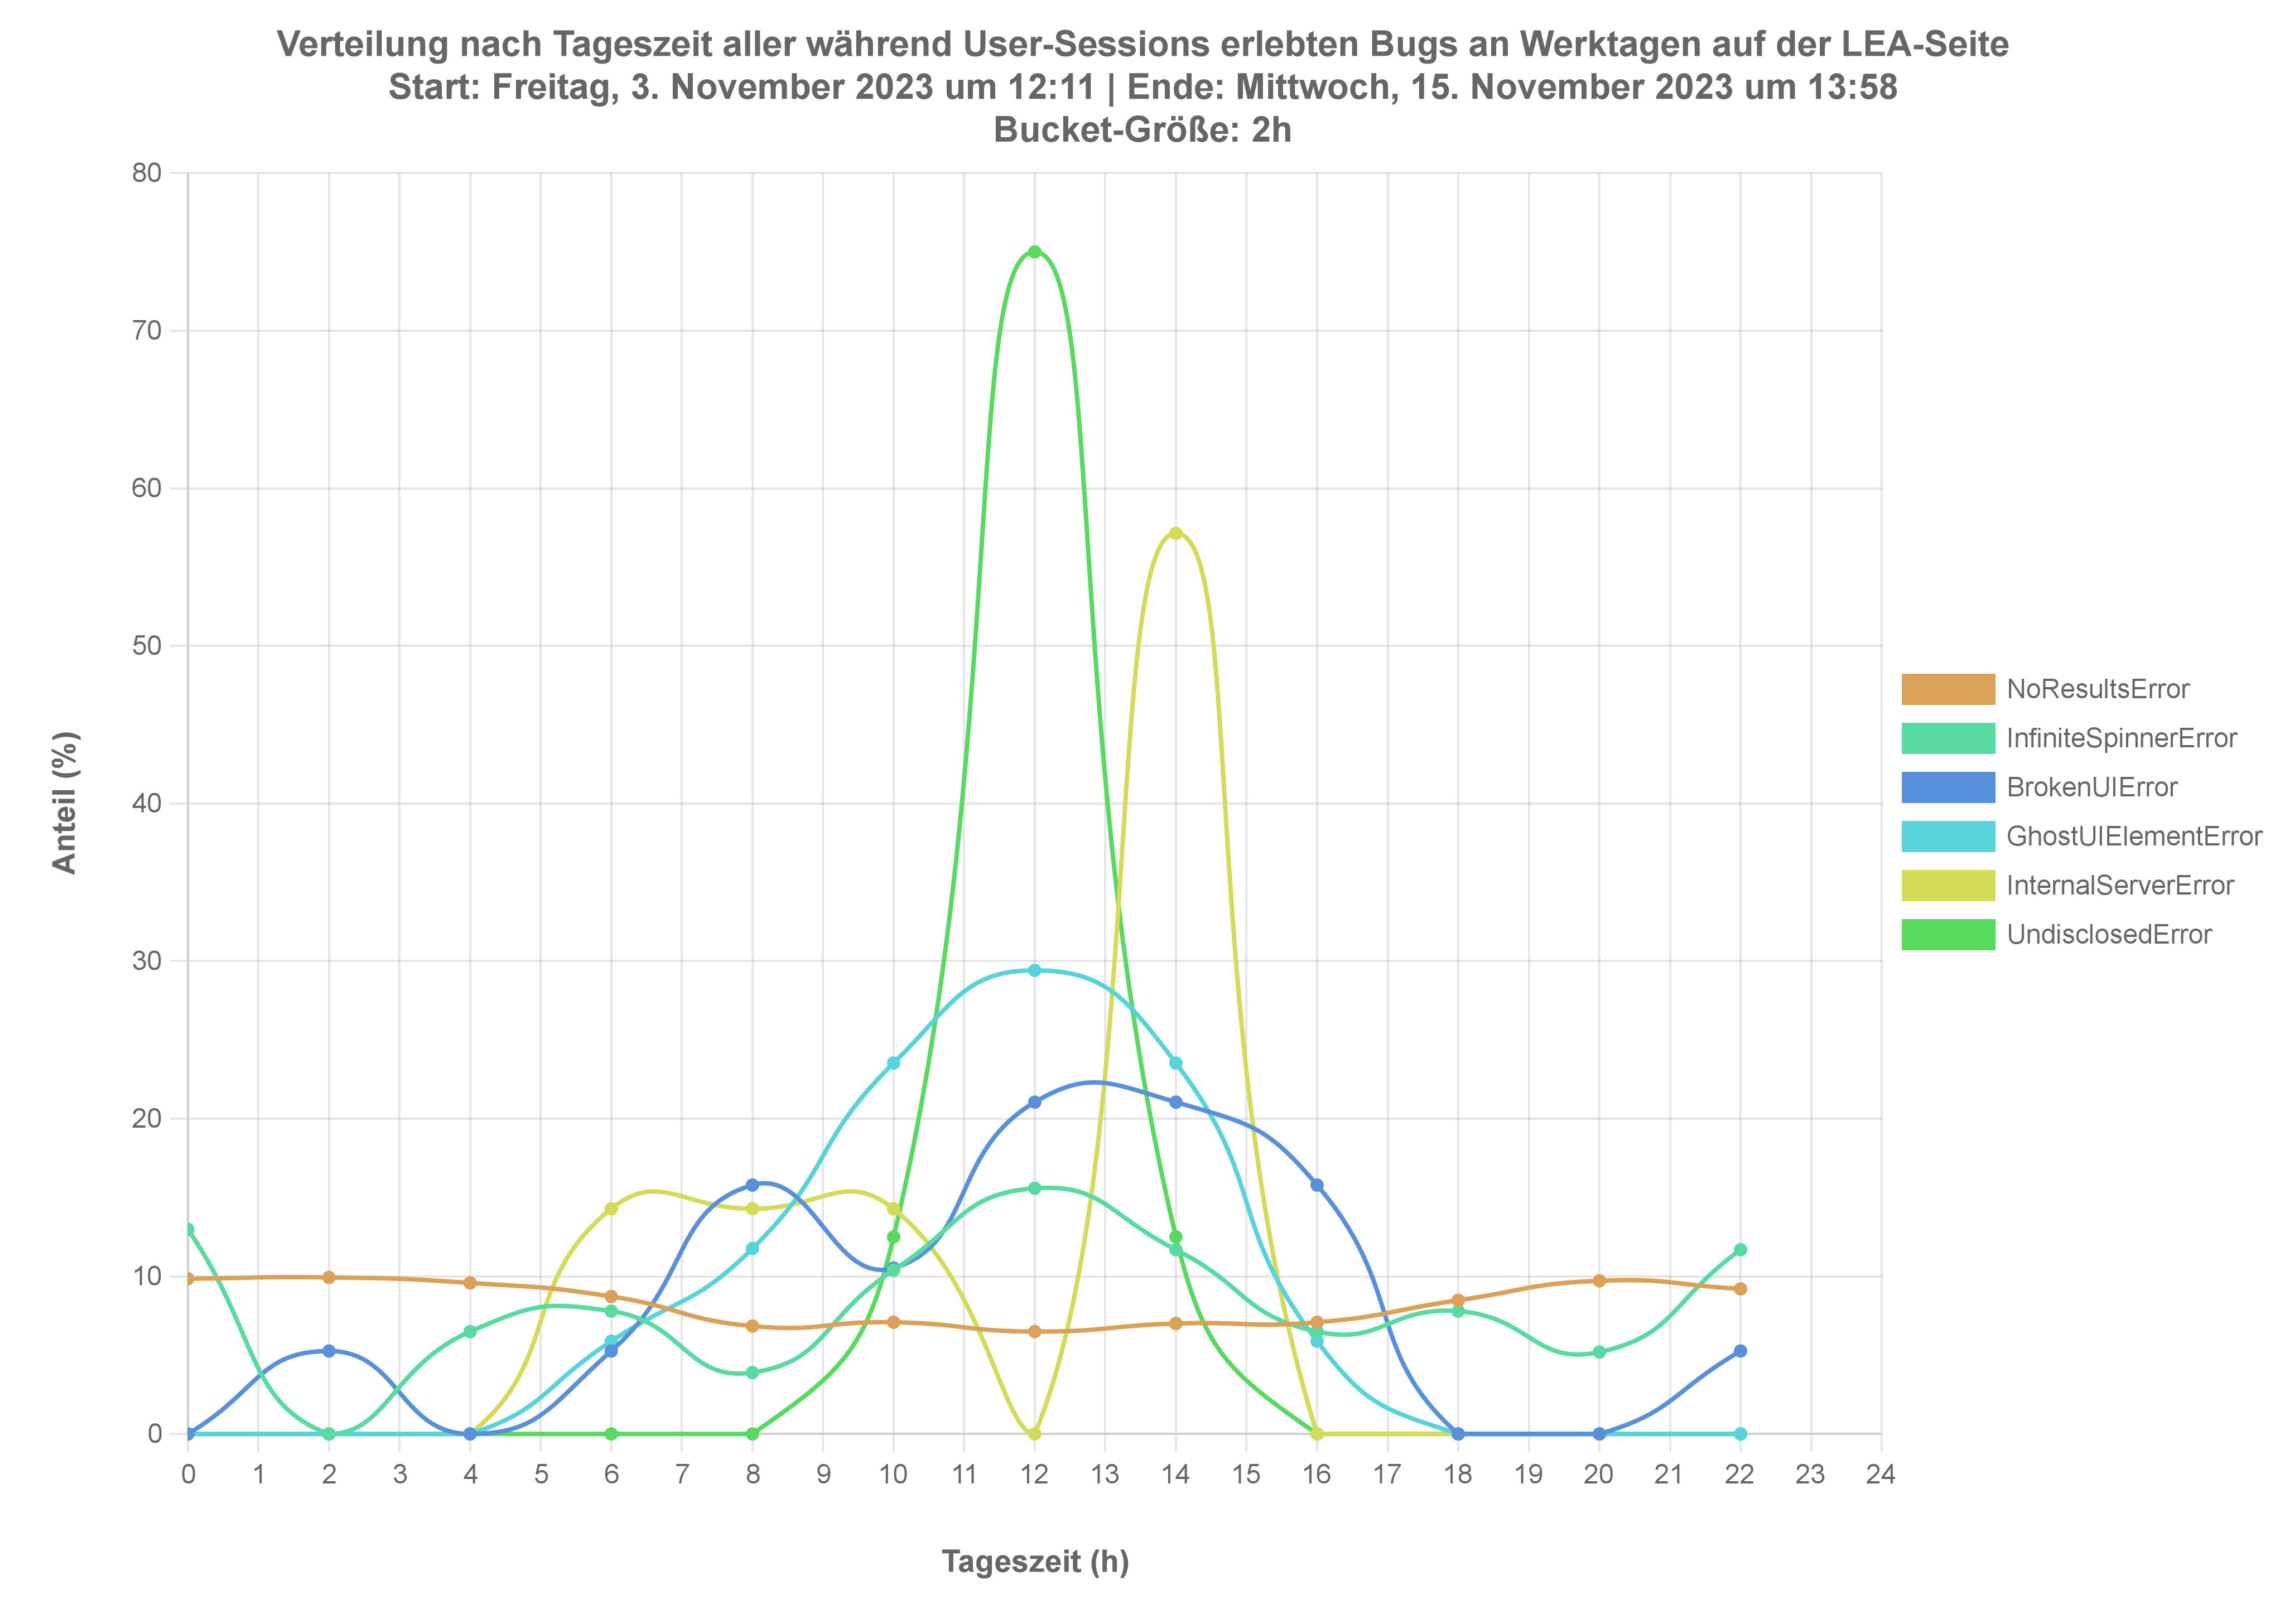 Verteilung nach Tageszeit aller während User-Sessions erlebten Bugs an Werktagen auf der LEA-Seite
Start: Freitag, 3. November 2023 um 12:11 | Ende: Mittwoch, 15. November 2023 um 13:58
Bucket-Größe: 2h
80
70
60
50
40
30
20
10
0
Anteil (%)
0 1 2 3 4 5 6 7 8 9 10 11 12 13 14 15 16 17 18 19 20 21 22 23 24
Tageszeit (h)
NoResultsError
InfiniteSpinnerError
BrokenUIError
GhostUIElementError
InternalServerError
UndisclosedError